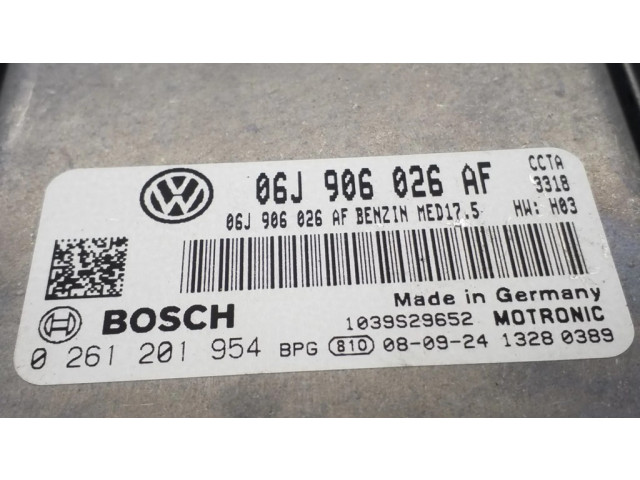 06J 906 026 AF CCTA
06J 906 026 AF BENZIN MED17.5 3318
HW: H03
Made in Germany
BOSCH 1039S29652 MOTRONIC
0 261 201 954 BPG 810 08-09-24 1328 0389